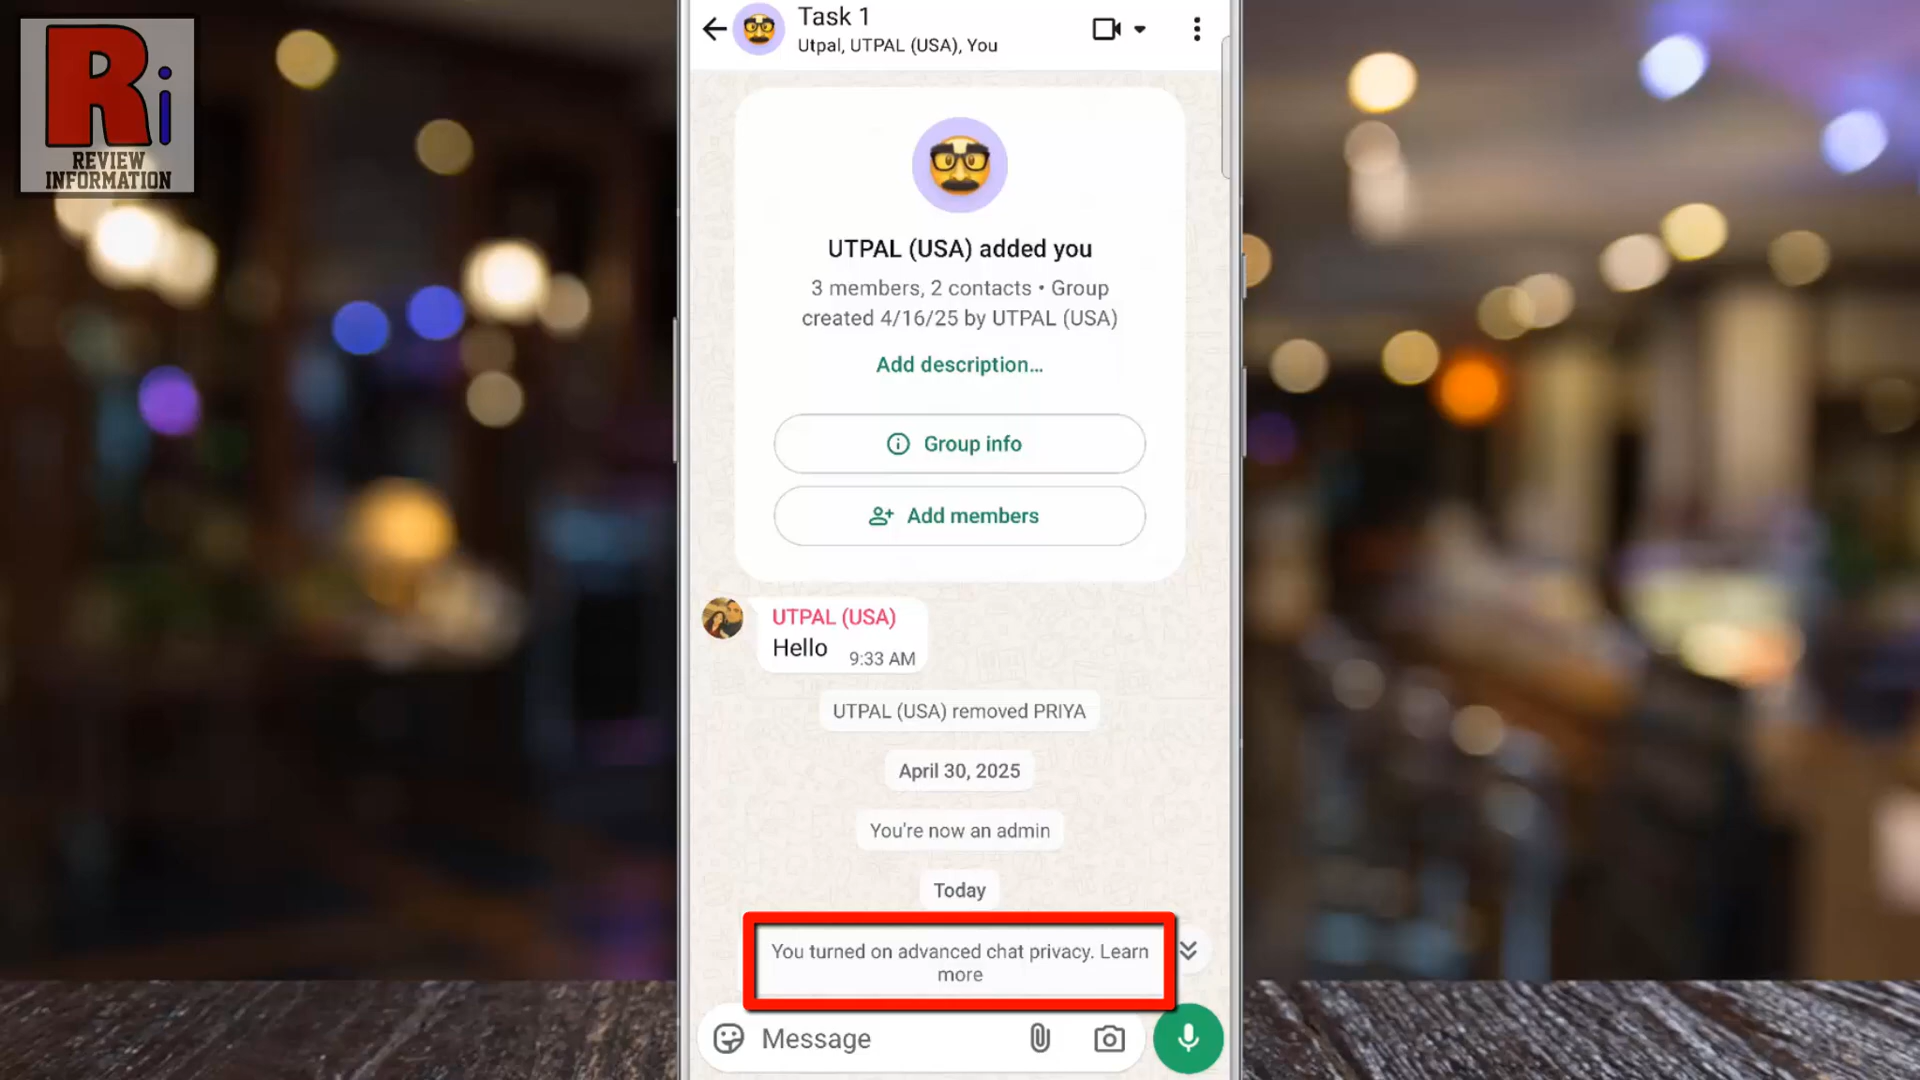 Ri
REVIEW
INFORMATION
Task 1
Utpal, UTPAL (USA), You
UTPAL (USA) added you
3 members, 2 contacts • Group
created 4/16/25 by UTPAL (USA)
Add description...
Group info
Add members
UTPAL (USA)
Hello 9:33 AM
UTPAL (USA) removed PRIYA
April 30, 2025
You're now an admin
Today
You turned on advanced chat privacy. Learn
more
Message